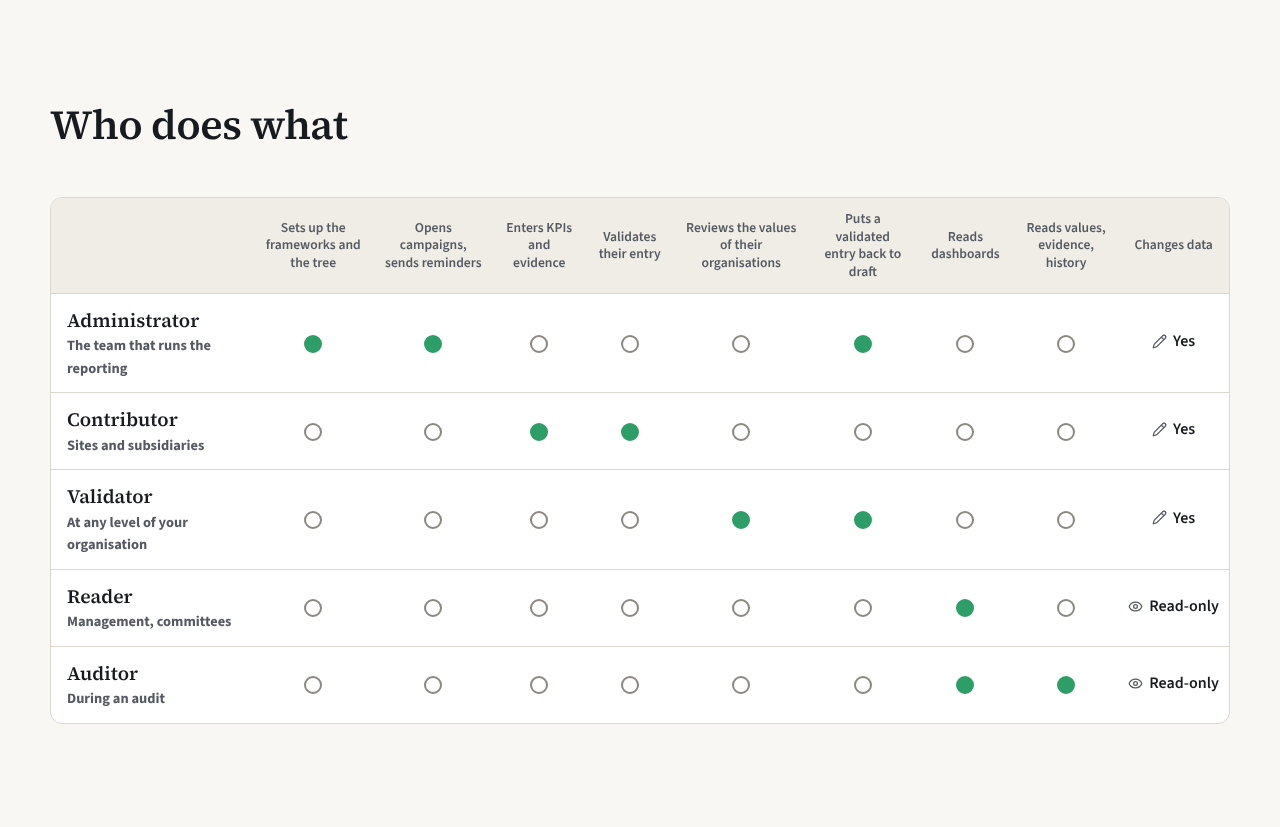 Who does what
Sets up the
frameworks and
the tree
Opens
campaigns,
sends reminders
Enters KPIs
and
evidence
Validates
their entry
Reviews the values
of their
organisations
Puts a
validated
entry back to
draft
Reads
dashboards
Reads values,
evidence,
history
Changes data
Administrator
The team that runs the
reporting
Yes
Contributor
Sites and subsidiaries
Yes
Validator
At any level of your
organisation
Yes
Reader
Management, committees
Read-only
Auditor
During an audit
Read-only